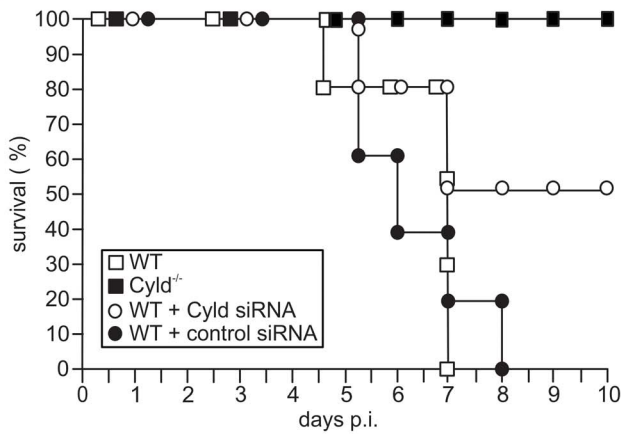 100
90
80
70
60
50
40
30
20
10
0
survival ( %)
WT
Cyld-/-
WT + Cyld siRNA
WT + control siRNA
0 1 2 3 4 5 6 7 8 9 10
days p.i.